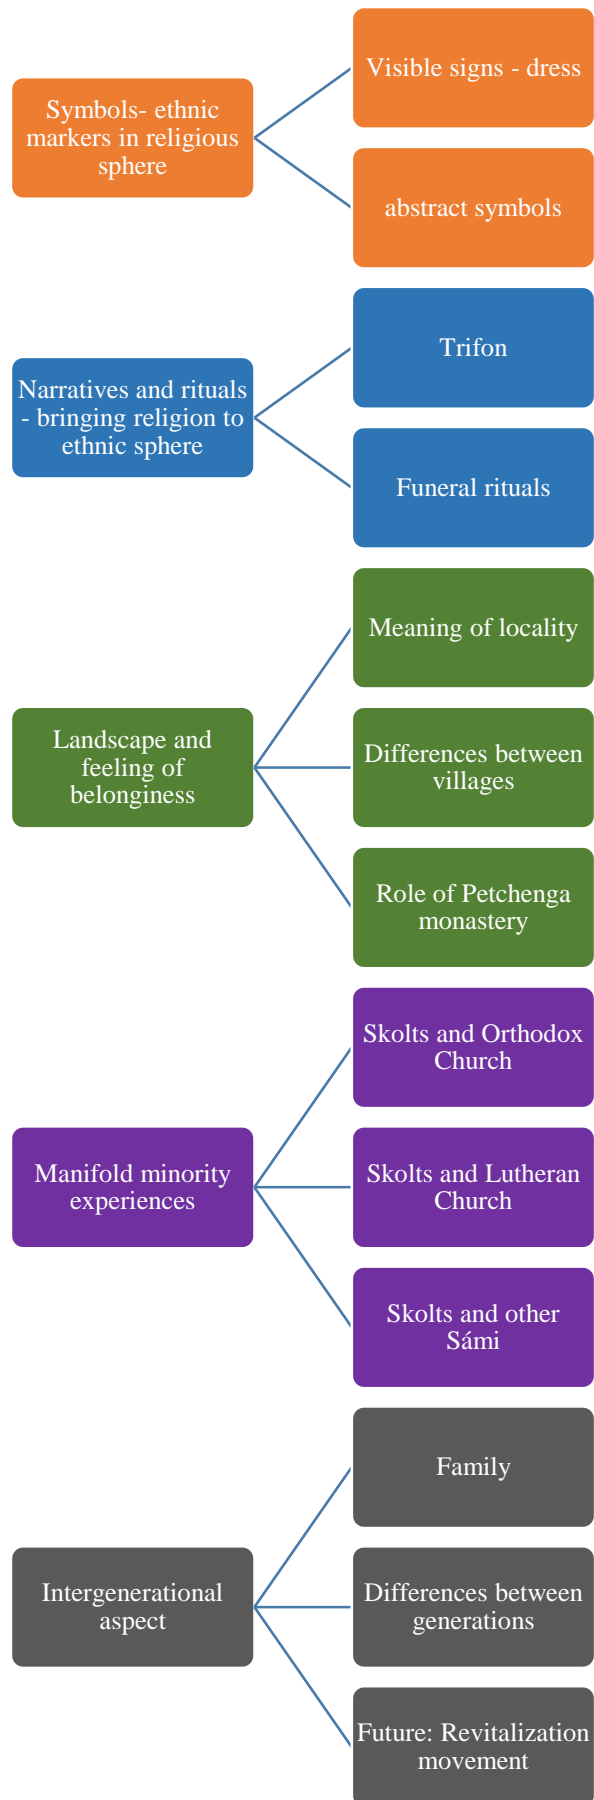 Symbols- ethnic
markers in religious
sphere
Visible signs - dress
abstract symbols
Narratives and rituals
- bringing religion to
ethnic sphere
Trifon
Funeral rituals
Landscape and
feeling of
belonginess
Meaning of locality
Differences between
villages
Role of Petchenga
monastery
Manifold minority
experiences
Skolts and Orthodox
Church
Skolts and Lutheran
Church
Skolts and other
Sámi
Intergenerational
aspect
Family
Differences between
generations
Future: Revitalization
movement